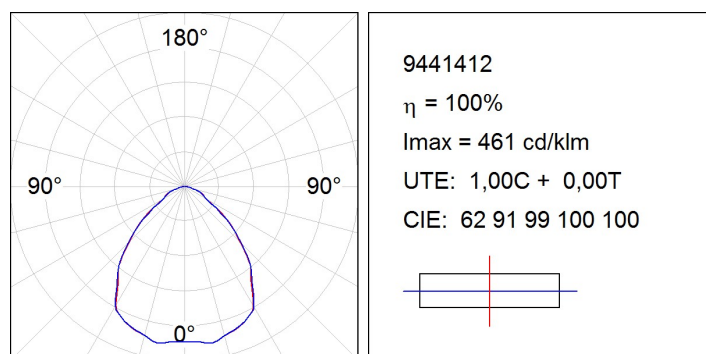 180°
90°
90°
0°
9441412
η = 100%
Imax = 461 cd/klm
UTE: 1,00C + 0,00T
CIE: 62 91 99 100 100